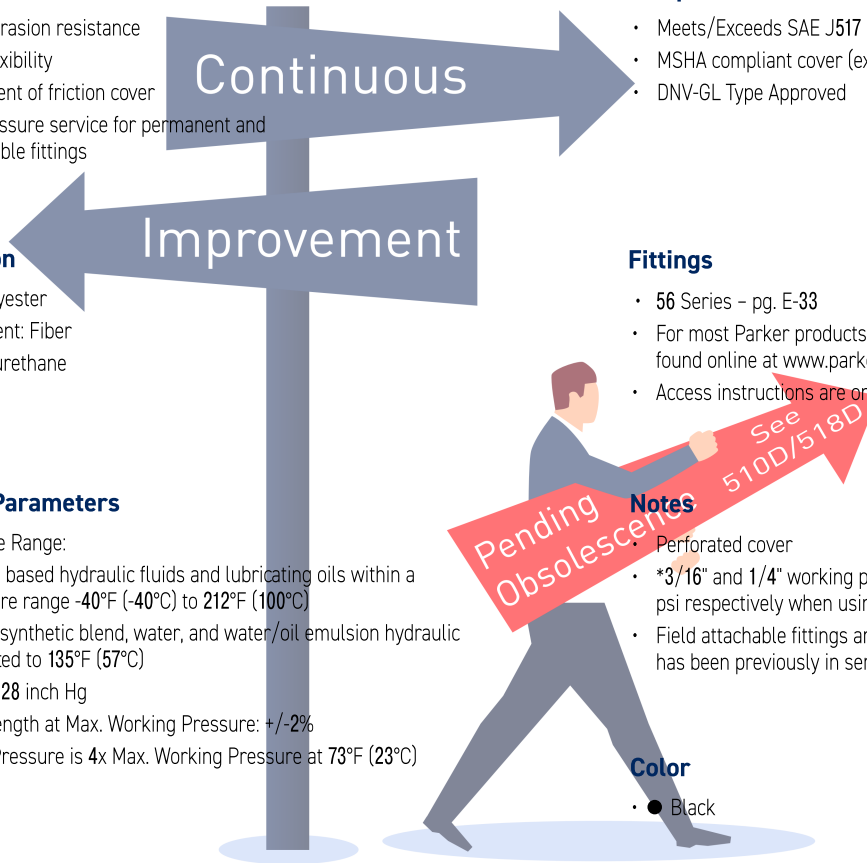 rasion resistance
xibility
ent of friction cover
ssure service for permanent and
ble fittings
Continuous
Improvement
Meets/Exceeds SAE J517
MSHA compliant cover (ex
DNV-GL Type Approved
on
yester
ent: Fiber
urethane
Fittings
56 Series – pg. E-33
For most Parker products
found online at www.park
Access instructions are on
See
510D/518D
Pending
Obsolescence
Parameters
e Range:
based hydraulic fluids and lubricating oils within a
re range -40°F (-40°C) to 212°F (100°C)
synthetic blend, water, and water/oil emulsion hydraulic
ted to 135°F (57°C)
28 inch Hg
ength at Max. Working Pressure: +/-2%
Pressure is 4x Max. Working Pressure at 73°F (23°C)
Notes
Perforated cover
*3/16" and 1/4" working p
psi respectively when usin
Field attachable fittings ar
has been previously in ser
Color
Black